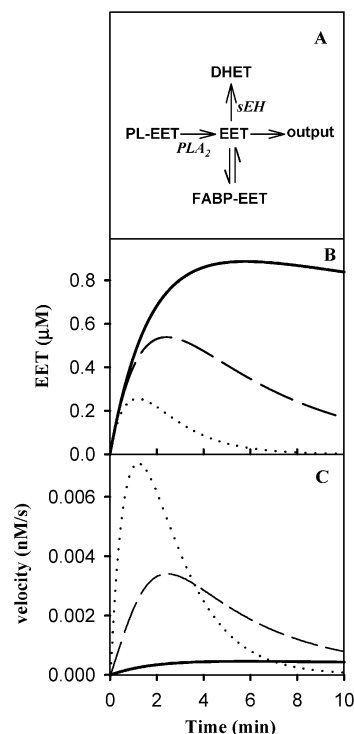 A
DHET
sEH
PL-EET EET output
PLA2
FABP-EET
B
0.8
0.6
0.4
0.2
0.0
EET (µM)
C
0.006
0.004
0.002
0.000
velocity (nM/s)
0 2 4 6 8 10
Time (min)